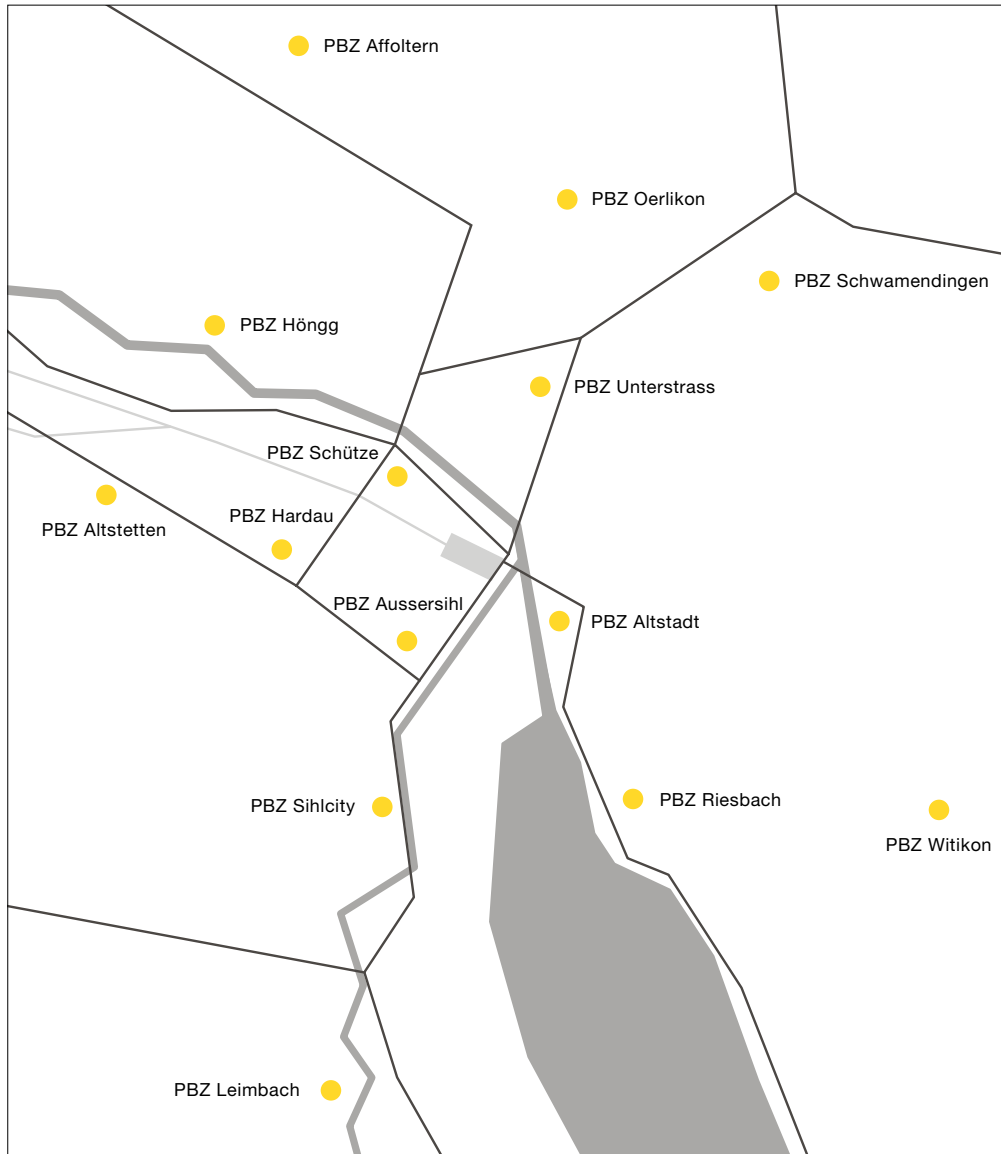 PBZ Affoltern
PBZ Oerlikon
PBZ Schwamendingen
PBZ Höngg
PBZ Unterstrass
PBZ Schütze
PBZ Hardau
PBZ Altstetten
PBZ Aussersihl
PBZ Altstadt
PBZ Sihlcity
PBZ Riesbach
PBZ Witikon
PBZ Leimbach